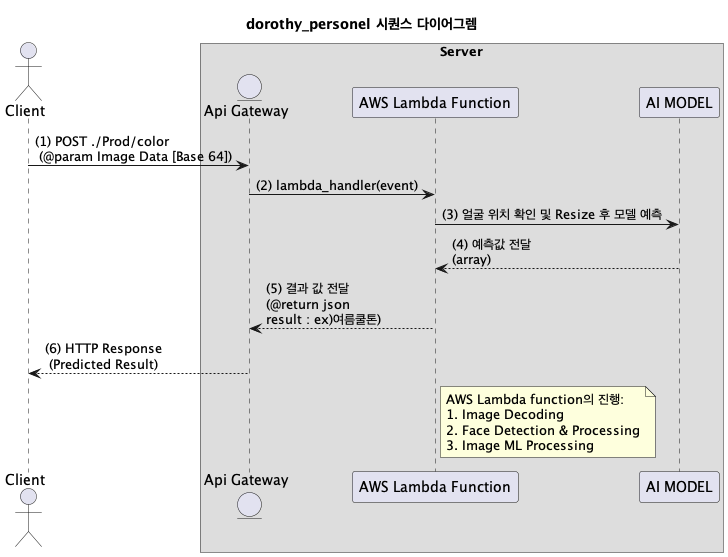 dorothy_personel 시퀀스 다이어그렘
Server
Client
Api Gateway
AWS Lambda Function
AI MODEL
(1) POST ./Prod/color
(@param Image Data [Base 64])
(2) lambda_handler(event)
(3) 얼굴 위치 확인 및 Resize 후 모델 예측
(4) 예측값 전달
(array)
(5) 결과 값 전달
(@return json
result : ex)여름쿨톤)
(6) HTTP Response
(Predicted Result)
AWS Lambda function의 진행:
1. Image Decoding
2. Face Detection & Processing
3. Image ML Processing
Client
Api Gateway
AWS Lambda Function
AI MODEL